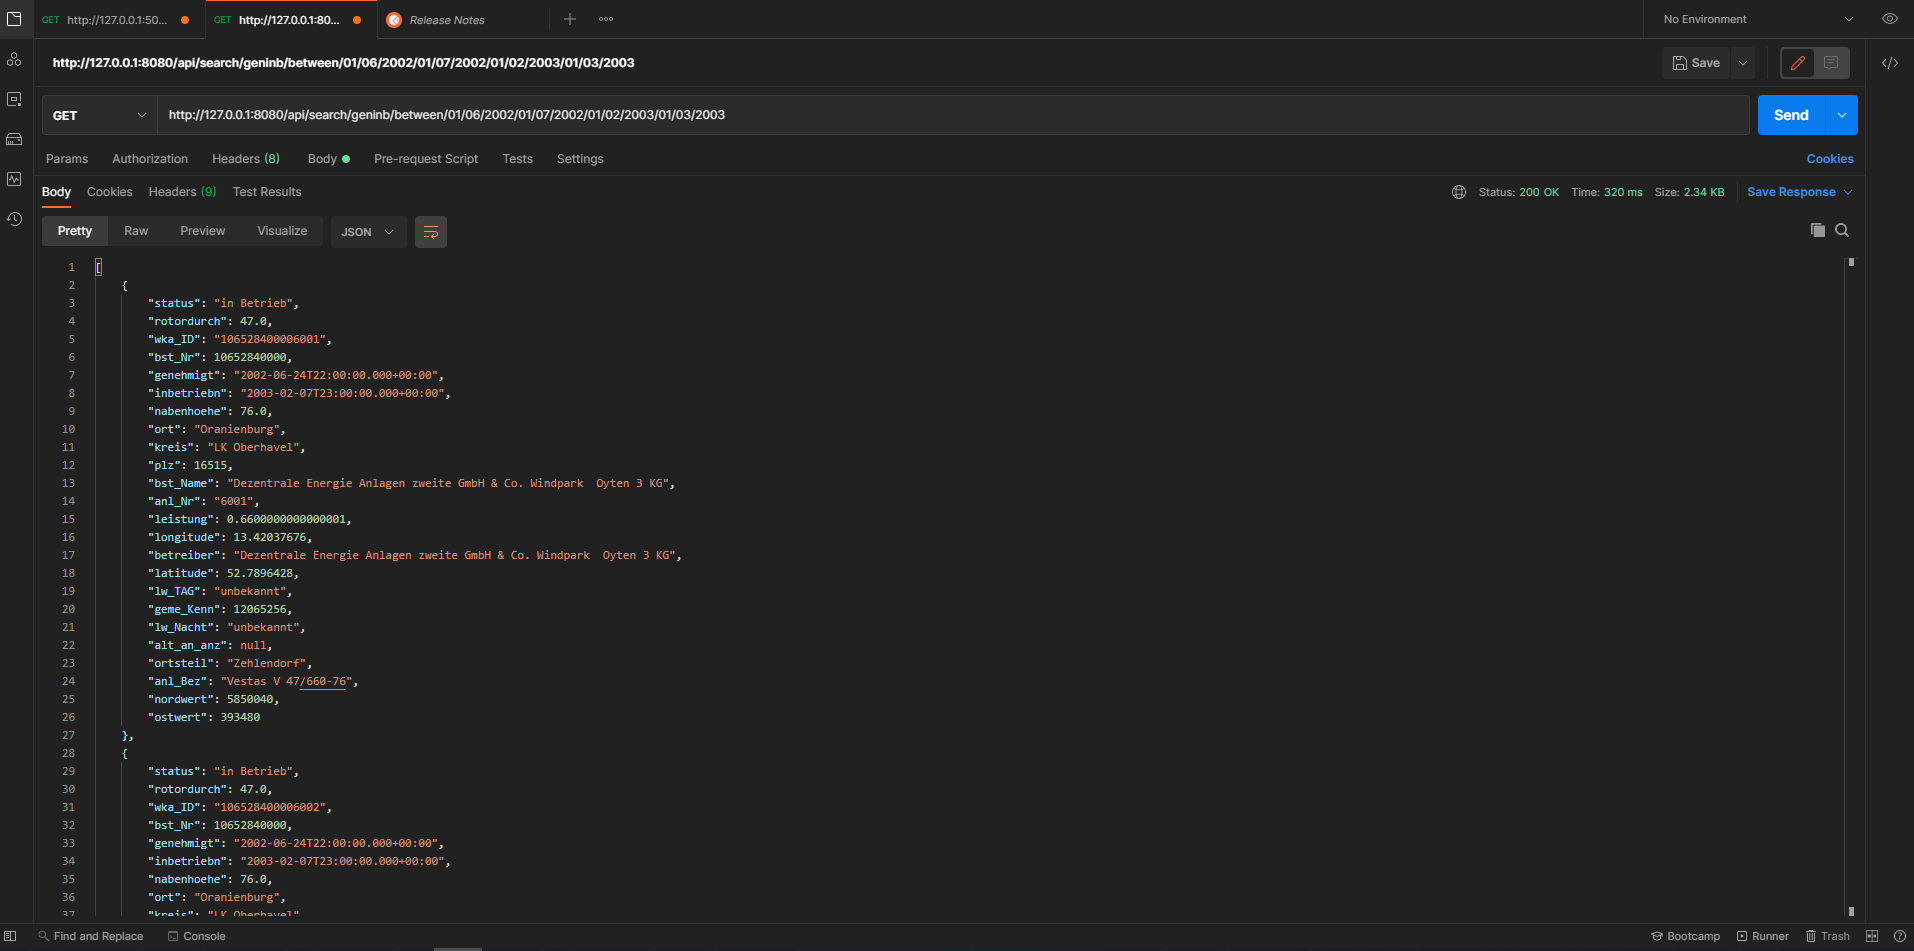 GET http://127.0.0.1:50... GET http://127.0.0.1:80... Release Notes No Environment
http://127.0.0.1:8080/api/search/geninb/between/01/06/2002/01/07/2002/01/02/2003/01/03/2003 Save
GET http://127.0.0.1:8080/api/search/geninb/between/01/06/2002/01/07/2002/01/02/2003/01/03/2003 Send
Params Authorization Headers (8) Body Pre-request Script Tests Settings Cookies
Body Cookies Headers (9) Test Results Status: 200 OK Time: 320 ms Size: 2.34 KB Save Response
Pretty Raw Preview Visualize JSON
1 [
2 {
3 "status": "in Betrieb",
4 "rotordurch": 47.0,
5 "wka_ID": "106528400006001",
6 "bst_Nr": 10652840000,
7 "genehmigt": "2002-06-24T22:00:00.000+00:00",
8 "inbetriebn": "2003-02-07T23:00:00.000+00:00",
9 "nabenhoehe": 76.0,
10 "ort": "Oranienburg",
11 "kreis": "LK Oberhavel",
12 "plz": 16515,
13 "bst_Name": "Dezentrale Energie Anlagen zweite GmbH & Co. Windpark  Oyten 3 KG",
14 "anl_Nr": "6001",
15 "leistung": 0.6600000000000001,
16 "longitude": 13.42037676,
17 "betreiber": "Dezentrale Energie Anlagen zweite GmbH & Co. Windpark  Oyten 3 KG",
18 "latitude": 52.7896428,
19 "lw_TAG": "unbekannt",
20 "geme_Kenn": 12065256,
21 "lw_Nacht": "unbekannt",
22 "alt_an_anz": null,
23 "ortsteil": "Zehlendorf",
24 "anl_Bez": "Vestas V 47/660-76",
25 "nordwert": 5850040,
26 "ostwert": 393480
27 },
28 {
29 "status": "in Betrieb",
30 "rotordurch": 47.0,
31 "wka_ID": "106528400006002",
32 "bst_Nr": 10652840000,
33 "genehmigt": "2002-06-24T22:00:00.000+00:00",
34 "inbetriebn": "2003-02-07T23:00:00.000+00:00",
35 "nabenhoehe": 76.0,
36 "ort": "Oranienburg",
37 "kreis": "LK Oberhavel"
Find and Replace Console Bootcamp Runner Trash